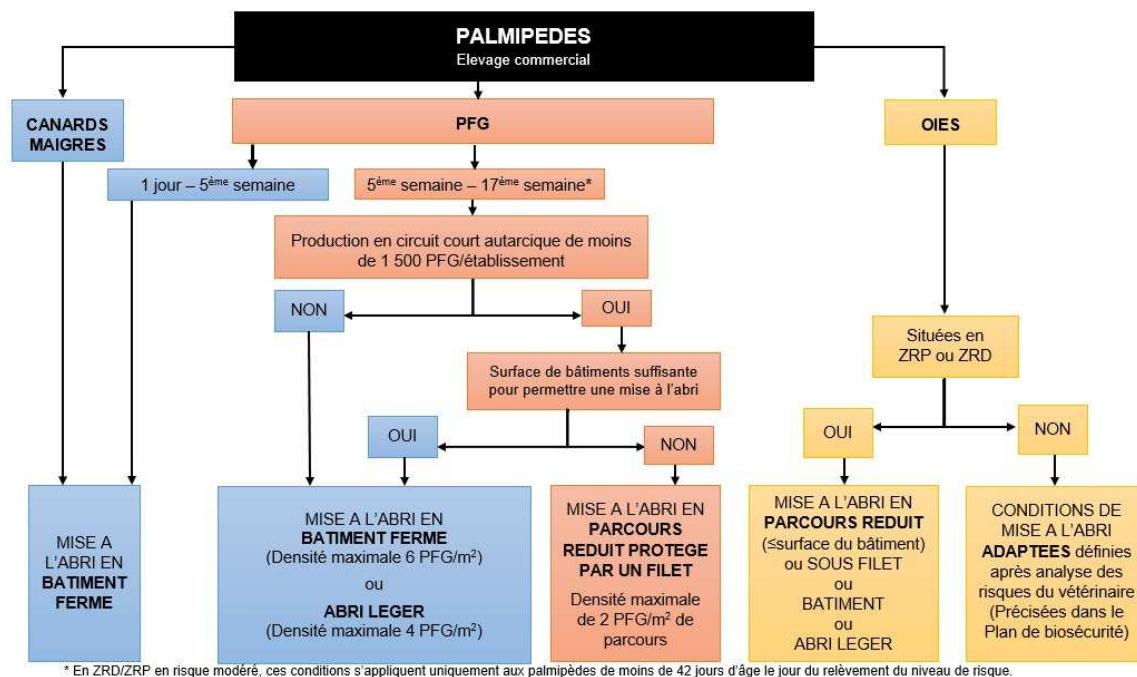 PALMIPEDES
Elevage commercial
CANARDS
MAIGRES
PFG
OIES
1 jour – 5ème semaine
5ème semaine – 17ème semaine*
Production en circuit court autarcique de moins
de 1 500 PFG/établissement
NON
OUI
Situées en
ZRP ou ZRD
Surface de bâtiments suffisante
pour permettre une mise à l'abri
OUI
NON
OUI
NON
MISE A
L'ABRI EN
BATIMENT
FERME
MISE A L'ABRI EN
BATIMENT FERME
(Densité maximale 6 PFG/m²)
ou
ABRI LEGER
(Densité maximale 4 PFG/m²)
MISE A L'ABRI EN
PARCOURS
REDUIT PROTEGE
PAR UN FILET
Densité maximale
de 2 PFG/m² de
parcours
MISE A L'ABRI EN
PARCOURS REDUIT
(≤surface du bâtiment)
ou SOUS FILET
ou
BATIMENT
ou
ABRI LEGER
CONDITIONS DE
MISE A L'ABRI
ADAPTEES définies
après analyse des
risques du vétérinaire
(Précisées dans le
Plan de biosécurité)
* En ZRD/ZRP en risque modéré, ces conditions s'appliquent uniquement aux palmipèdes de moins de 42 jours d'âge le jour du relèvement du niveau de risque.